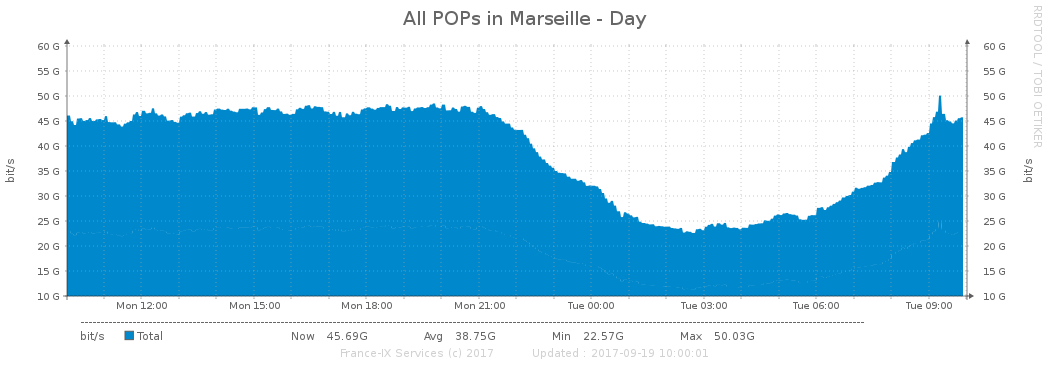 All POPs in Marseille - Day
RRDTOOL / TOBI OETIKER
bit/s
60 G 60 G
55 G 55 G
50 G 50 G
45 G 45 G
40 G 40 G
35 G 35 G
30 G 30 G
25 G 25 G
20 G 20 G
15 G 15 G
10 G 10 G
bit/s
Mon 12:00 Mon 15:00 Mon 18:00 Mon 21:00 Tue 00:00 Tue 03:00 Tue 06:00 Tue 09:00
bit/s Total Now 45.69G Avg 38.75G Min 22.57G Max 50.03G
France-IX Services (c) 2017 Updated : 2017-09-19 10:00:01